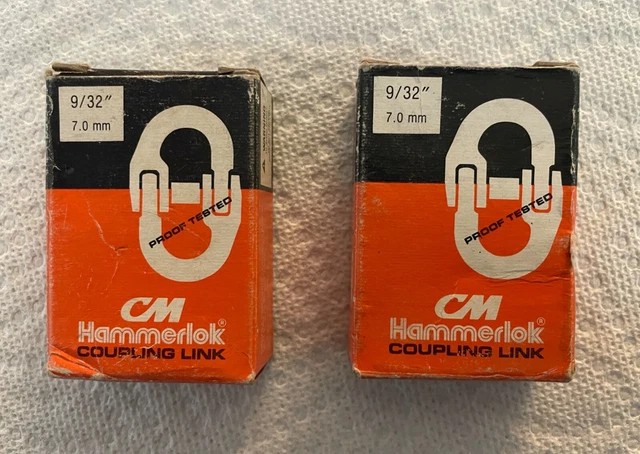 9/32"
7.0 mm
PROOF TESTED
CM
Hammerlok®
COUPLING LINK
9/32"
7.0 mm
PROOF TESTED
CM
Hammerlok®
COUPLING LINK